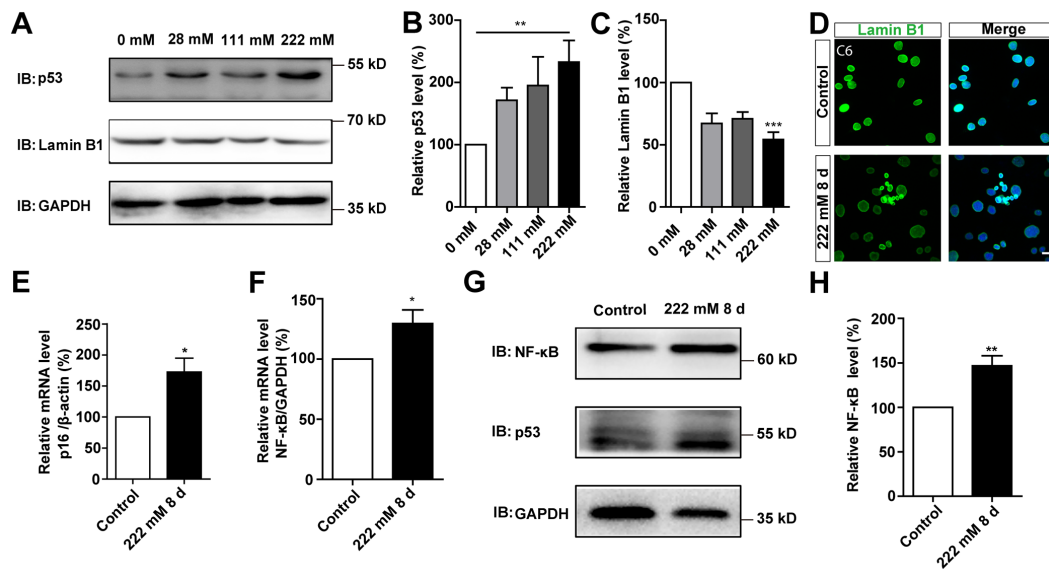 A
0 mM 28 mM 111 mM 222 mM
IB: p53
55 kD
70 kD
IB: Lamin B1
IB: GAPDH
35 kD
B
**
Relative p53 level (%)
300
200
100
0
0 mM
28 mM
111 mM
222 mM
C
Relative Lamin B1 level (%)
150
100
50
0
***
0 mM
28 mM
111 mM
222 mM
D
Lamin B1 Merge
C6
Control
222 mM 8 d
E
Relative mRNA level
p16 /β-actin (%)
250
200
150
100
50
0
*
Control
222 mM 8 d
F
Relative mRNA level
NF-κB/GAPDH (%)
150
100
50
0
*
Control
222 mM 8 d
G
Control 222 mM 8 d
IB: NF-κB
60 kD
IB: p53
55 kD
IB: GAPDH
35 kD
H
Relative NF-κB level (%)
200
150
100
50
0
**
Control
222 mM 8 d